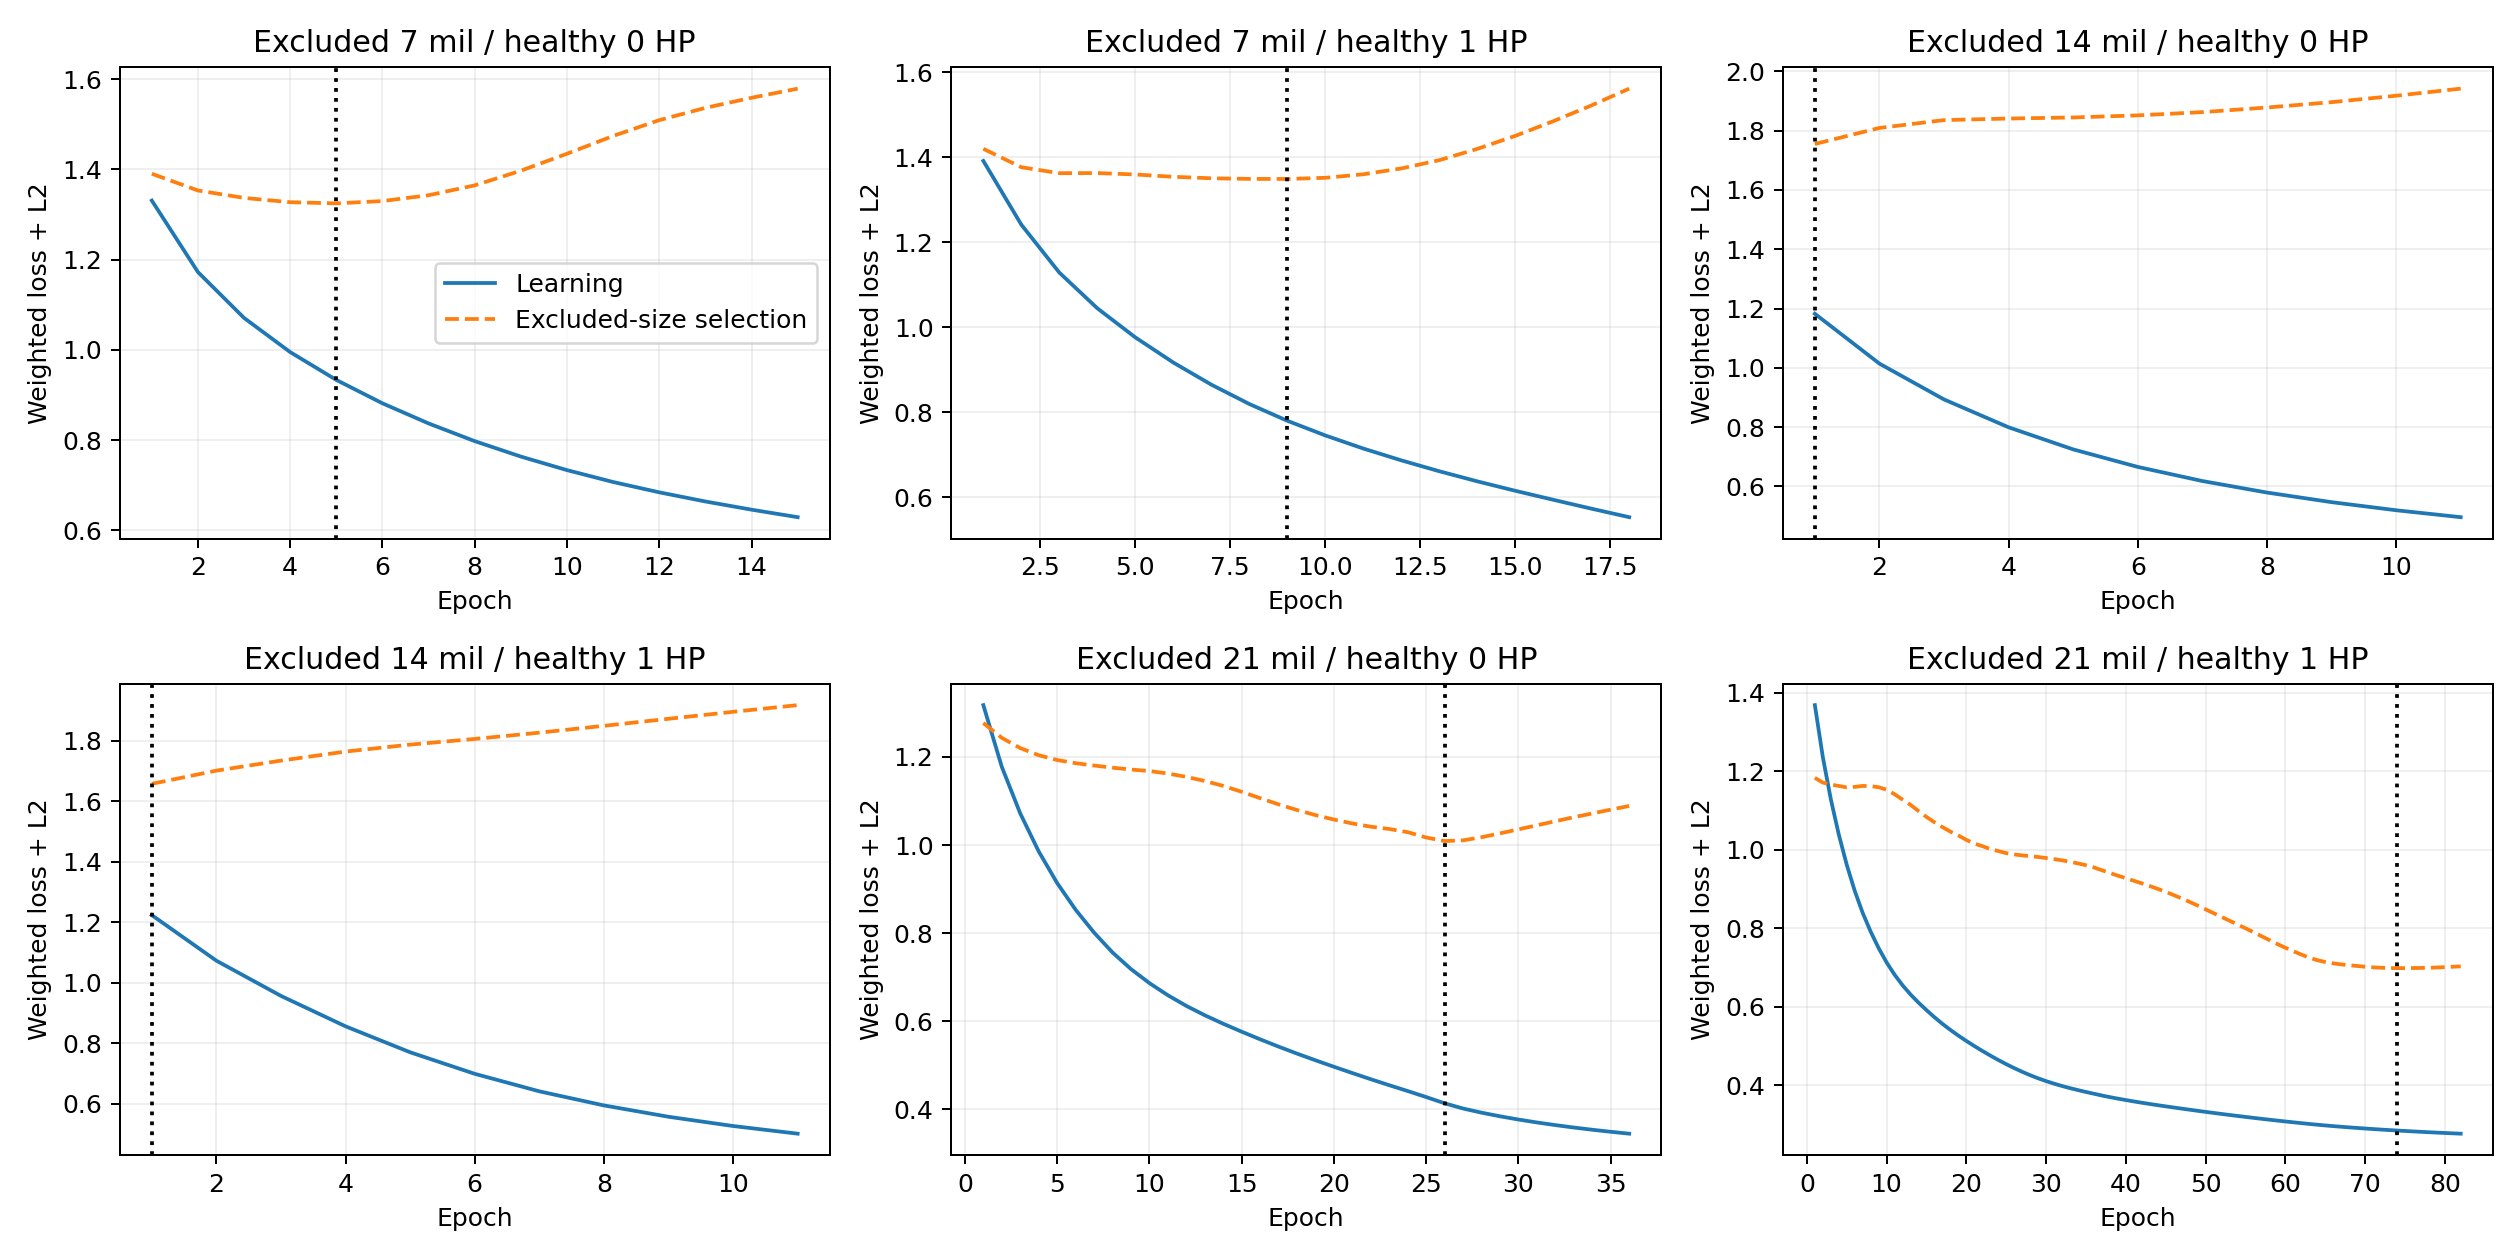 Excluded 7 mil / healthy 0 HP
Weighted loss + L2
1.6
1.4
1.2
1.0
0.8
0.6
Learning
Excluded-size selection
2 4 6 8 10 12 14
Epoch
Excluded 7 mil / healthy 1 HP
Weighted loss + L2
1.6
1.4
1.2
1.0
0.8
0.6
2.5 5.0 7.5 10.0 12.5 15.0 17.5
Epoch
Excluded 14 mil / healthy 0 HP
Weighted loss + L2
2.0
1.8
1.6
1.4
1.2
1.0
0.8
0.6
2 4 6 8 10
Epoch
Excluded 14 mil / healthy 1 HP
Weighted loss + L2
1.8
1.6
1.4
1.2
1.0
0.8
0.6
2 4 6 8 10
Epoch
Excluded 21 mil / healthy 0 HP
Weighted loss + L2
1.2
1.0
0.8
0.6
0.4
0 5 10 15 20 25 30 35
Epoch
Excluded 21 mil / healthy 1 HP
Weighted loss + L2
1.4
1.2
1.0
0.8
0.6
0.4
0 10 20 30 40 50 60 70 80
Epoch